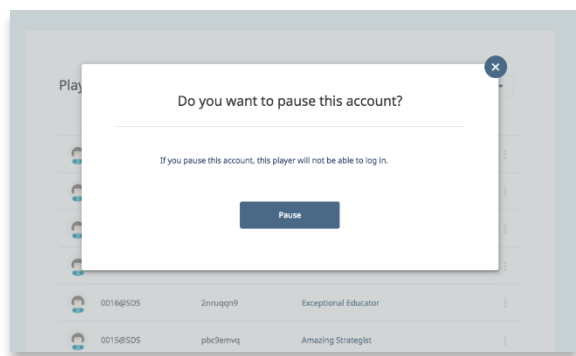 Play
Do you want to pause this account?
If you pause this account, this player will not be able to log in.
Pause
0016@SDS 2nruqqn9 Exceptional Educator
0015@SDS pbc9emvq Amazing Strategist